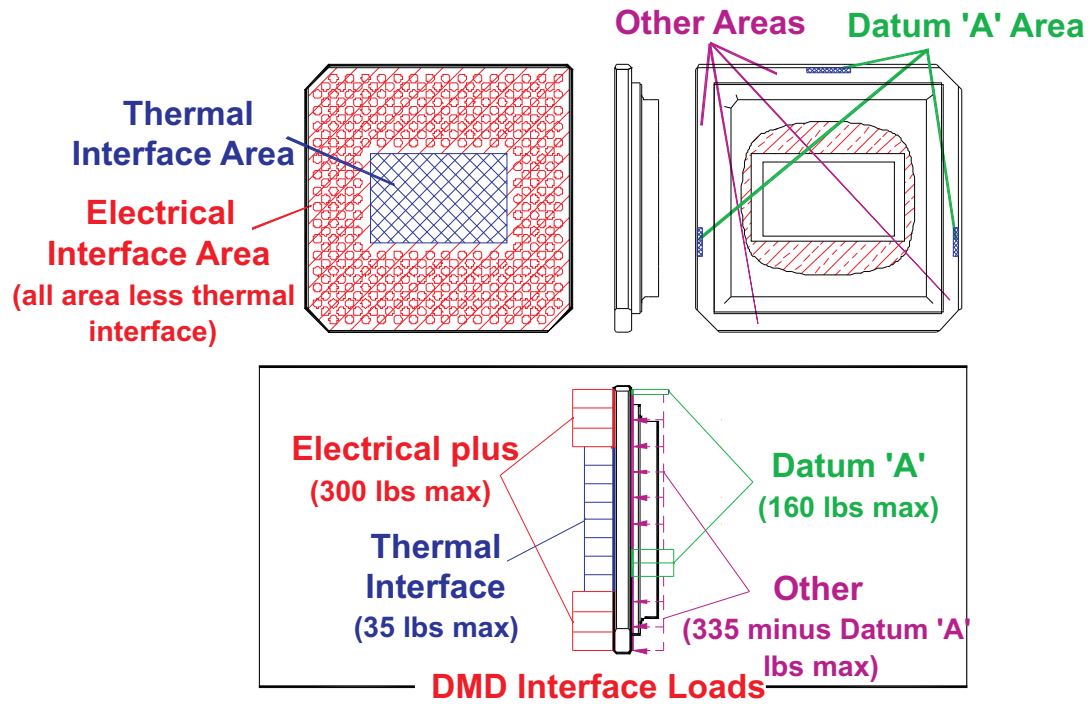 Other Areas
Datum 'A' Area
Thermal
Interface Area
Electrical
Interface Area
(all area less thermal
interface)
Electrical plus
(300 lbs max)
Thermal
Interface
(35 lbs max)
Datum 'A'
(160 lbs max)
Other
(335 minus Datum 'A'
lbs max)
DMD Interface Loads